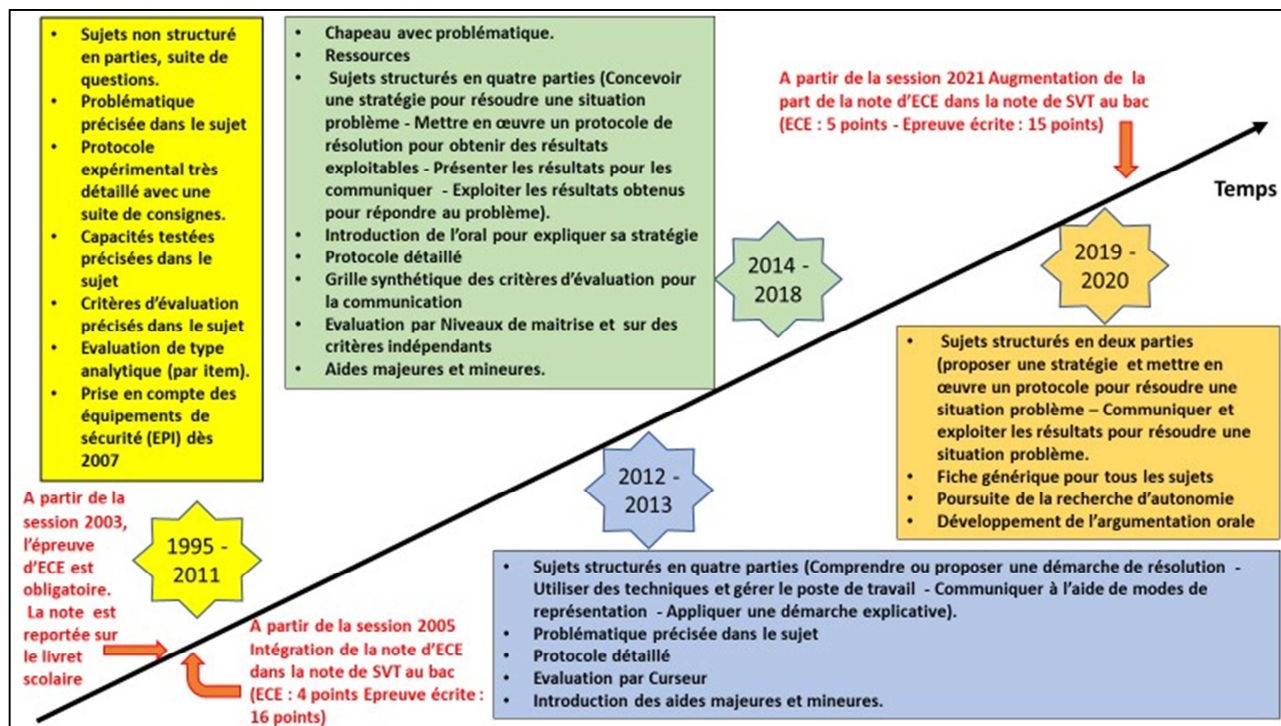 • Sujets non structuré
en parties, suite de
questions.
• Problématique
précisée dans le sujet
• Protocole
expérimental très
détaillé avec une
suite de consignes.
• Capacités testées
précisées dans le
sujet
• Critères d'évaluation
précisés dans le sujet
• Evaluation de type
analytique (par item).
• Prise en compte des
équipements de
sécurité (EPI) dès
2007
• Chapeau avec problématique.
• Ressources
• Sujets structurés en quatre parties (Concevoir
une stratégie pour résoudre une situation
problème - Mettre en œuvre un protocole de
résolution pour obtenir des résultats
exploitables - Présenter les résultats pour les
communiquer - Exploiter les résultats obtenus
pour répondre au problème).
• Introduction de l'oral pour expliquer sa stratégie
• Protocole détaillé
• Grille synthétique des critères d'évaluation pour
la communication
• Evaluation par Niveaux de maitrise et sur des
critères indépendants
• Aides majeures et mineures.
A partir de la session 2021 Augmentation de la
part de la note d'ECE dans la note de SVT au bac
(ECE : 5 points - Epreuve écrite : 15 points)
Temps
2014 -
2018
2019 -
2020
• Sujets structurés en deux parties
(proposer une stratégie et mettre en
œuvre un protocole pour résoudre une
situation problème – Communiquer et
exploiter les résultats pour résoudre une
situation problème.
• Fiche générique pour tous les sujets
• Poursuite de la recherche d'autonomie
• Développement de l'argumentation orale
2012 -
2013
A partir de la
session 2003,
l'épreuve
d'ECE est
obligatoire.
La note est
reportée sur
le livret
scolaire
1995 -
2011
A partir de la session 2005
Intégration de la note d'ECE
dans la note de SVT au bac
(ECE : 4 points Epreuve écrite :
16 points)
• Sujets structurés en quatre parties (Comprendre ou proposer une démarche de résolution -
Utiliser des techniques et gérer le poste de travail - Communiquer à l'aide de modes de
représentation - Appliquer une démarche explicative).
• Problématique précisée dans le sujet
• Protocole détaillé
• Evaluation par Curseur
• Introduction des aides majeures et mineures.